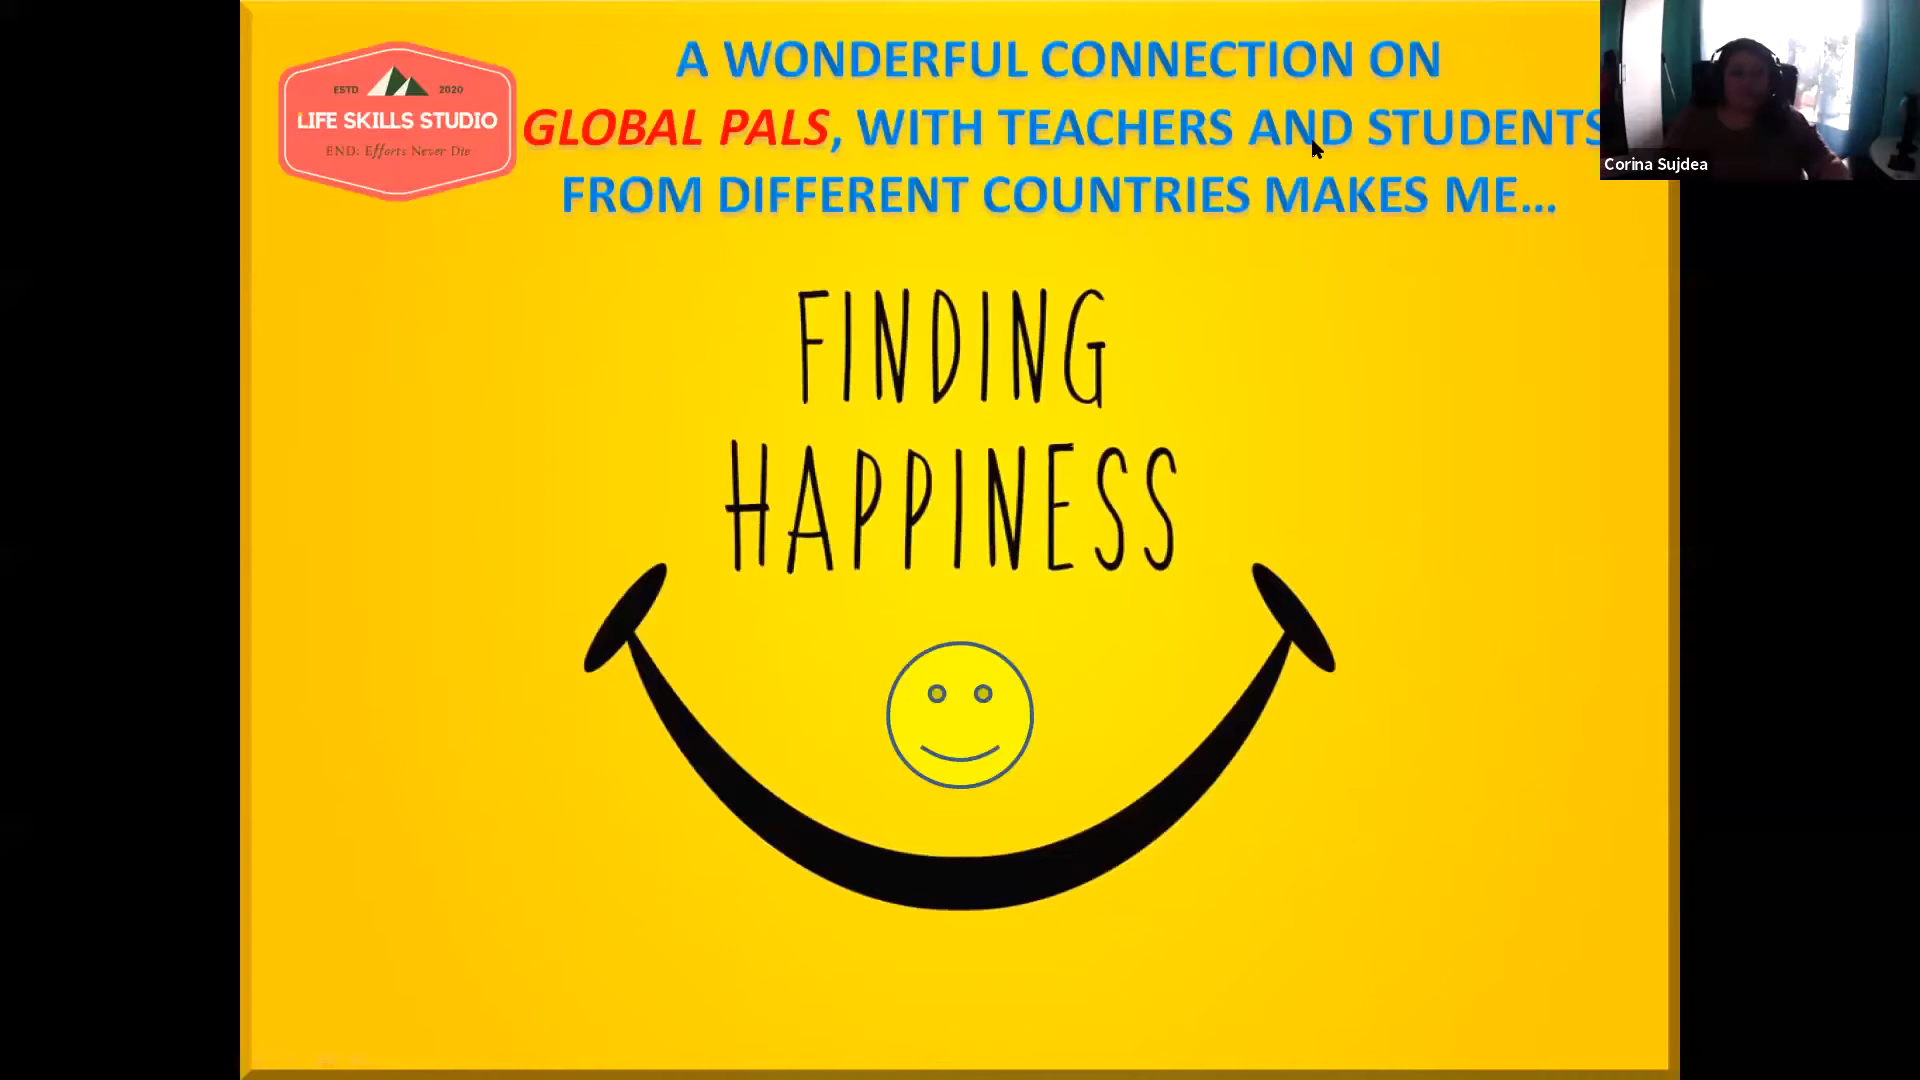 A WONDERFUL CONNECTION ON
GLOBAL PALS, WITH TEACHERS AND STUDENTS
FROM DIFFERENT COUNTRIES MAKES ME...
ESTD 2020
LIFE SKILLS STUDIO
END: Efforts Never Die
Corina Sujdea
FINDING
HAPPINESS